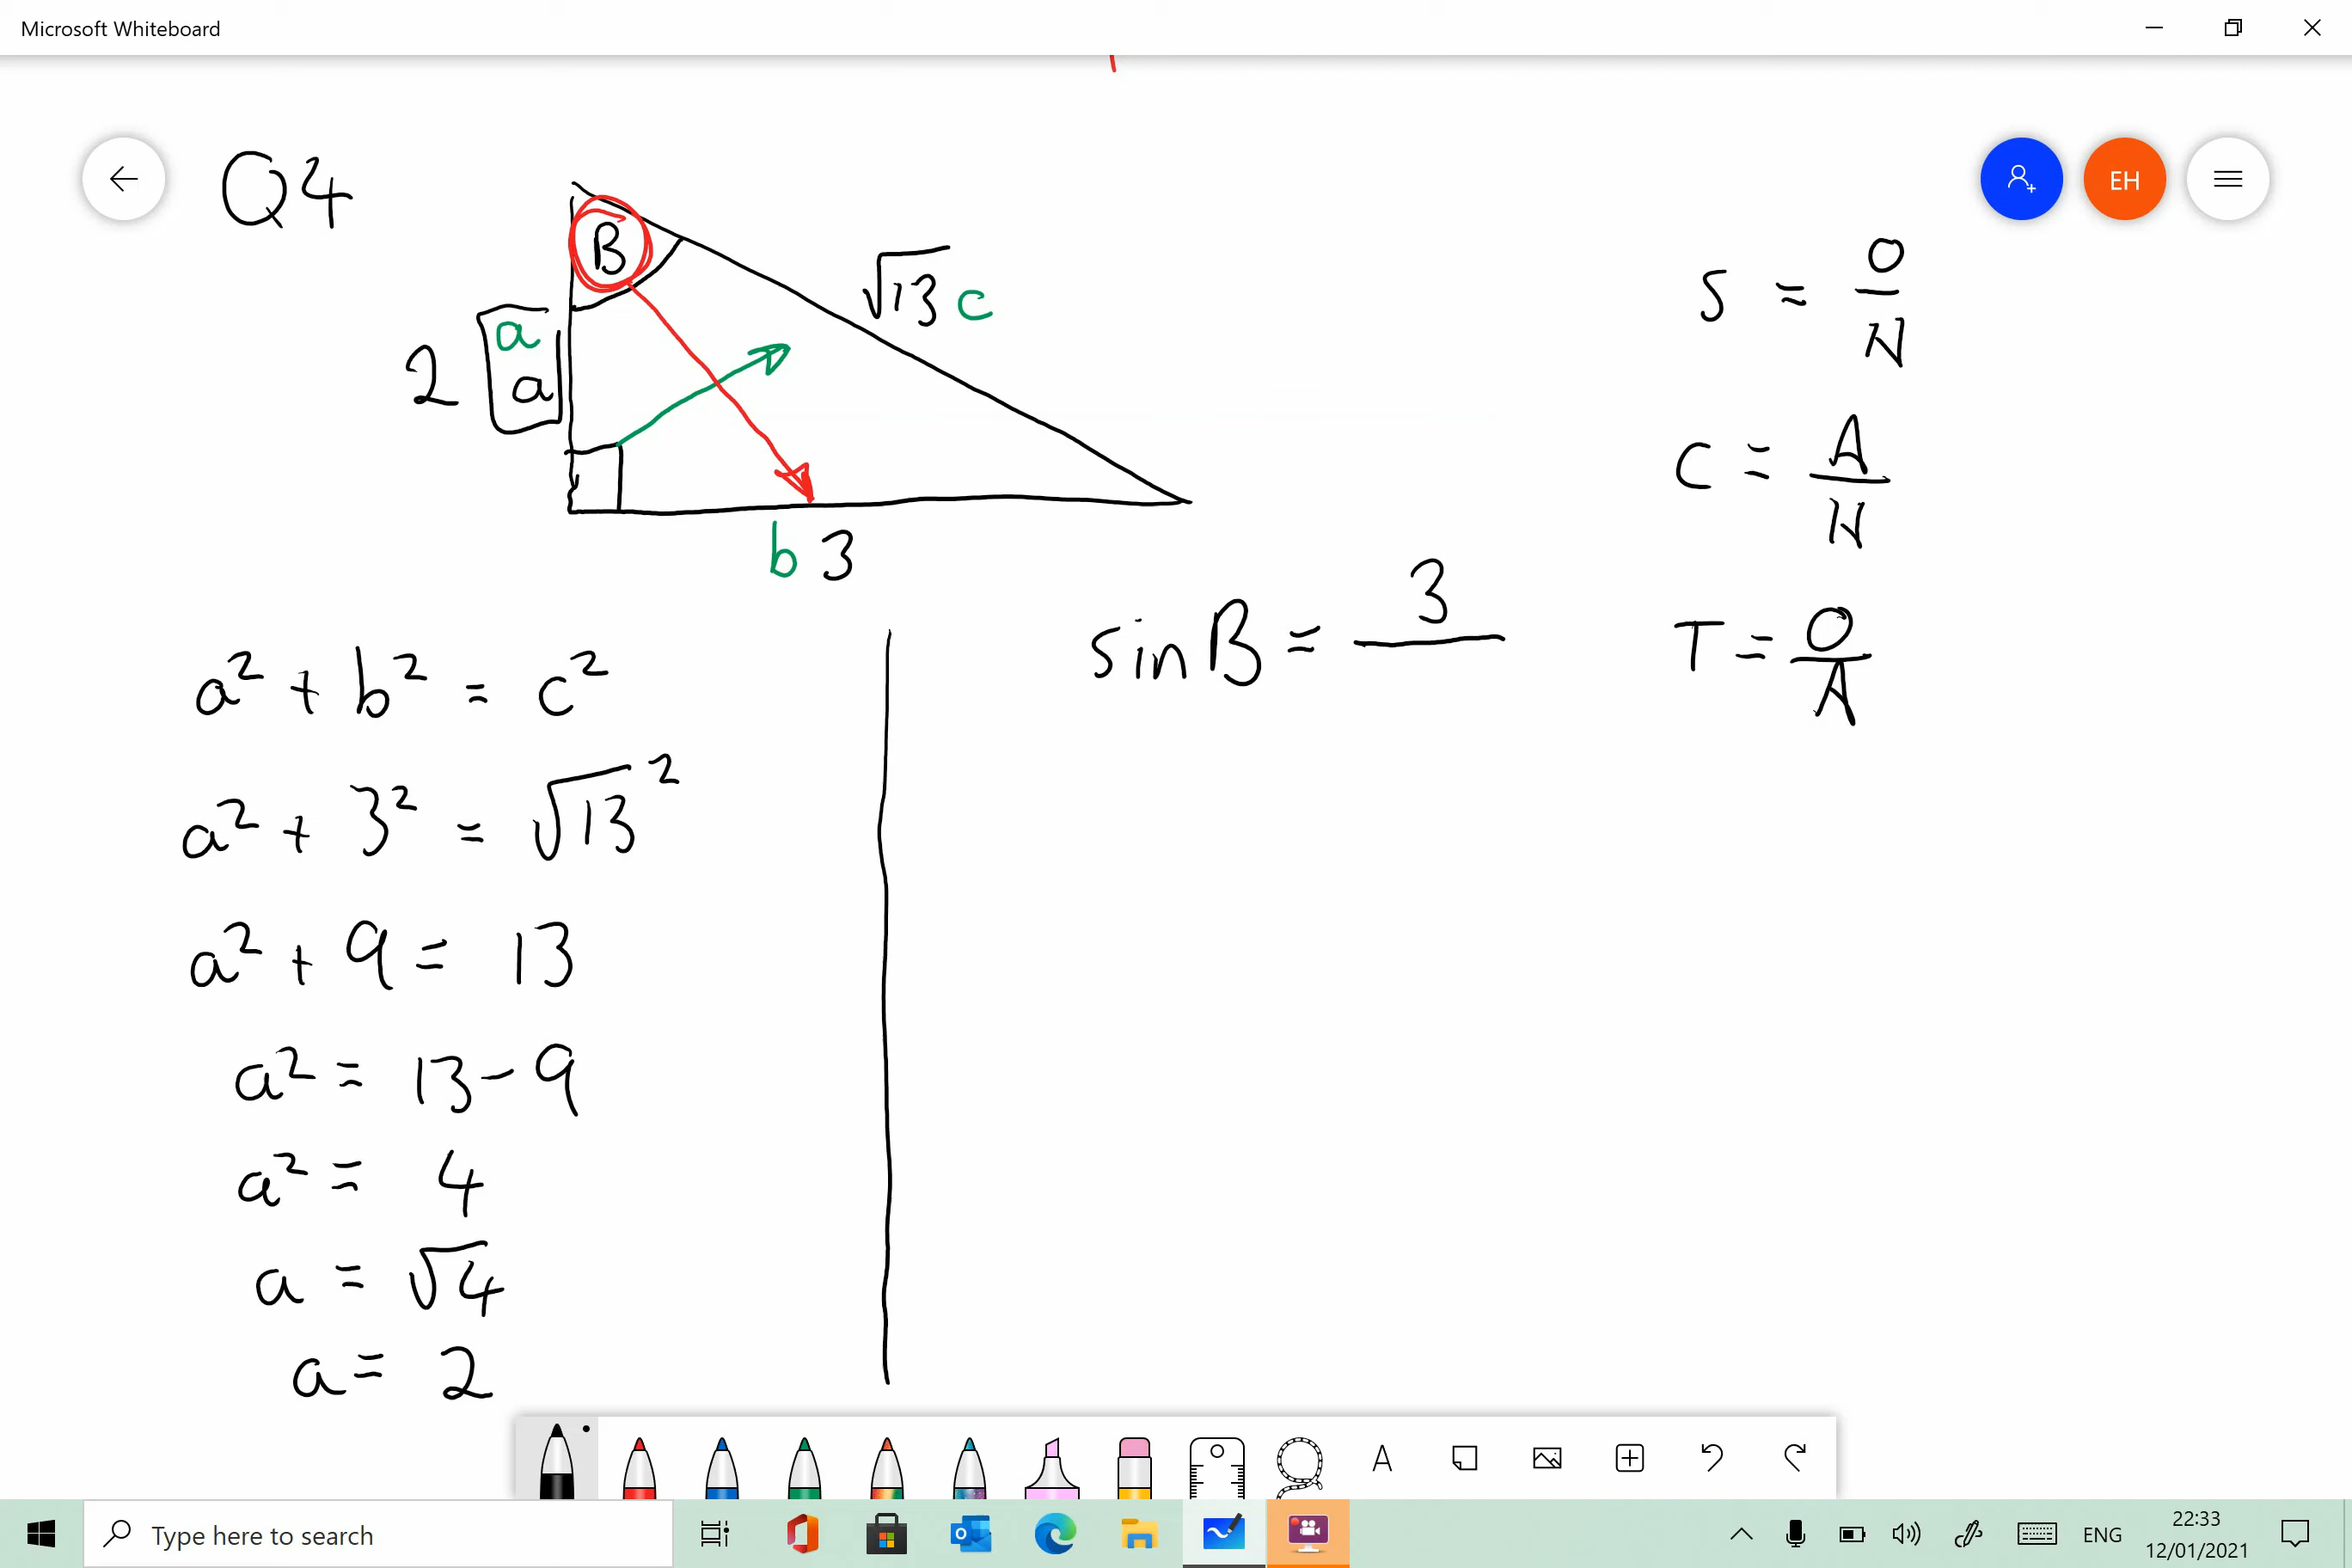 Microsoft Whiteboard
Q4
EH
B
√13 c
a
2 a
b 3
S = O/H
C = A/H
T = O/A
sin B = 3
a² + b² = c²
a² + 3² = √13²
a² + 9 = 13
a² = 13 - 9
a² = 4
a = √4
a = 2
A
Type here to search
ENG
22:33
12/01/2021